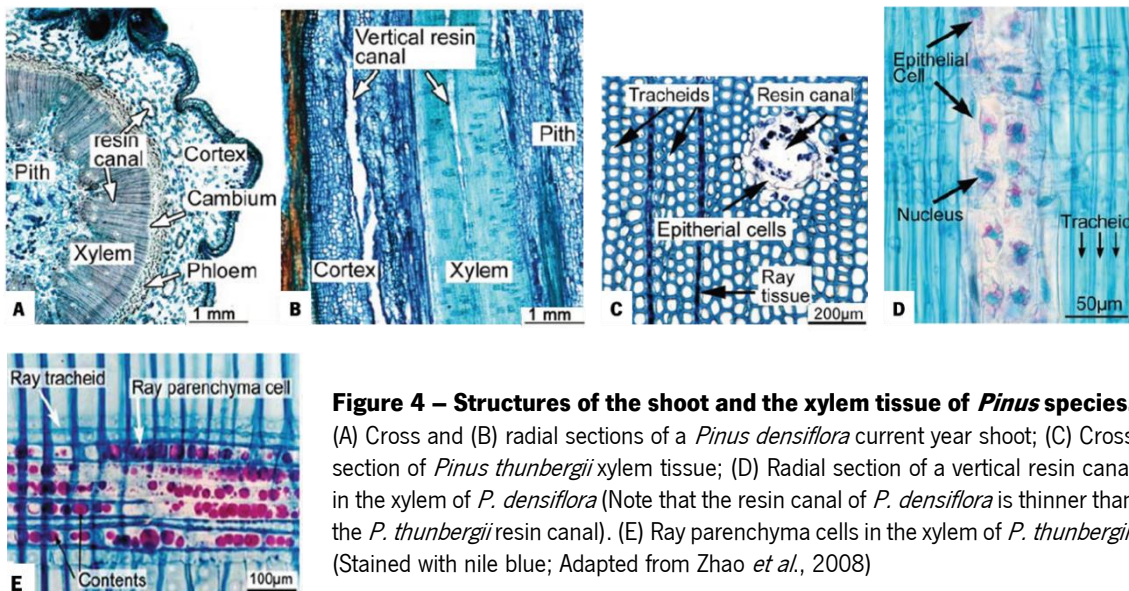 Pith
resin
canal
Cortex
Cambium
Xylem
Phloem
A
1 mm
Vertical resin
canal
Pith
Cortex
Xylem
B
1 mm
Tracheids
Resin canal
Epitherial cells
Ray
tissue
C
200µm
Epithelial
Cell
Nucleus
Tracheid
D
50µm
Ray tracheid
Ray parenchyma cell
Contents
E
100µm
Figure 4 – Structures of the shoot and the xylem tissue of Pinus species.
(A) Cross and (B) radial sections of a Pinus densiflora current year shoot; (C) Cross
section of Pinus thunbergii xylem tissue; (D) Radial section of a vertical resin cana
in the xylem of P. densiflora (Note that the resin canal of P. densiflora is thinner than
the P. thunbergii resin canal). (E) Ray parenchyma cells in the xylem of P. thunbergii
(Stained with nile blue; Adapted from Zhao et al., 2008)